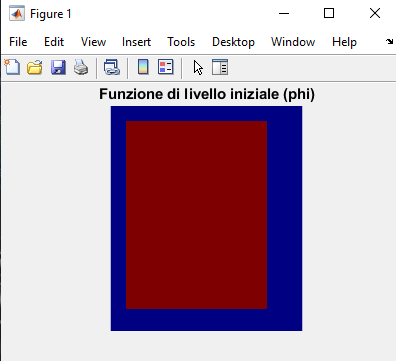 Figure 1
File Edit View Insert Tools Desktop Window Help
Funzione di livello iniziale (phi)